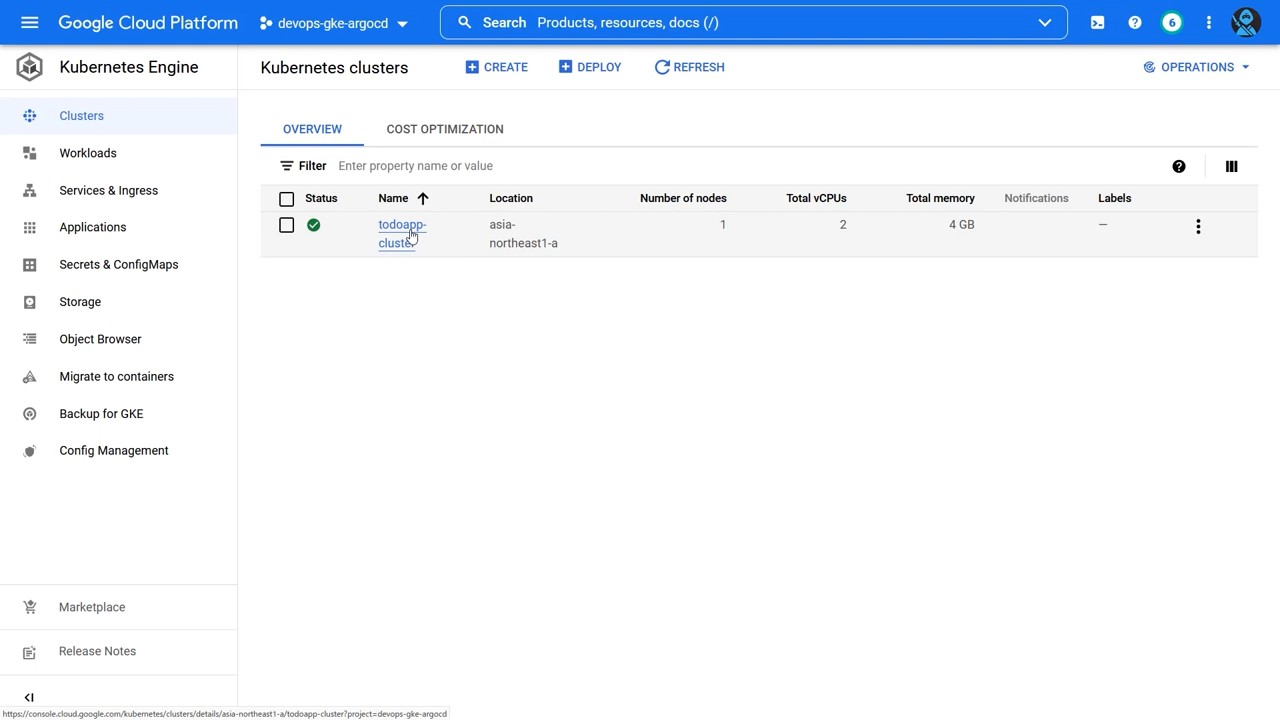 Google Cloud Platform
devops-gke-argocd
Search Products, resources, docs (/)
6
Kubernetes Engine
Kubernetes clusters
CREATE
DEPLOY
REFRESH
OPERATIONS
Clusters
Workloads
Services & Ingress
Applications
Secrets & ConfigMaps
Storage
Object Browser
Migrate to containers
Backup for GKE
Config Management
Marketplace
Release Notes
OVERVIEW
COST OPTIMIZATION
Filter Enter property name or value
Status Name Location Number of nodes Total vCPUs Total memory Notifications Labels
todoapp- asia- 1 2 4 GB —
cluster northeast1-a
https://console.cloud.google.com/kubernetes/clusters/details/asia-northeast1-a/todoapp-cluster?project=devops-gke-argocd